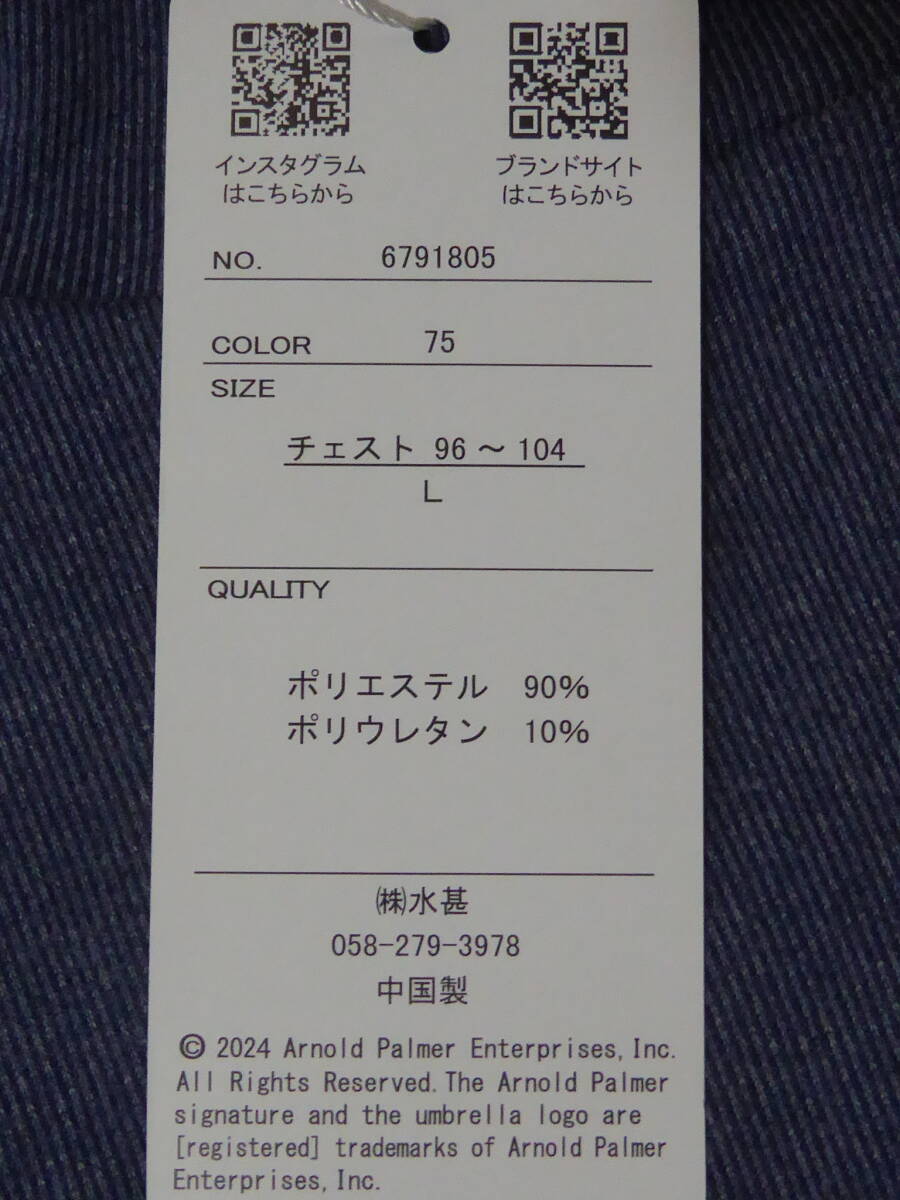 インスタグラム
はこちらから
ブランドサイト
はこちらから
NO. 6791805
COLOR 75
SIZE
チェスト 96 ～ 104
L
QUALITY
ポリエステル 90%
ポリウレタン 10%
㈱水甚
058-279-3978
中国製
© 2024 Arnold Palmer Enterprises,Inc.
All Rights Reserved.The Arnold Palmer
signature and the umbrella logo are
[registered] trademarks of Arnold Palmer
Enterprises,Inc.